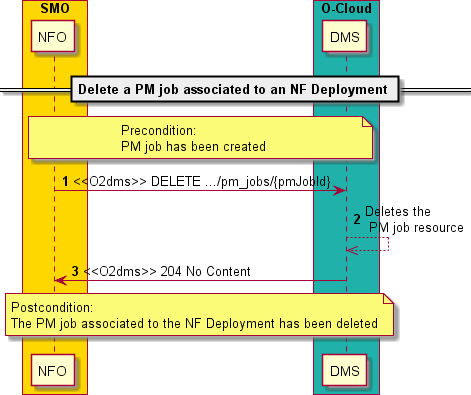 SMO
O-Cloud
NFO
DMS
Delete a PM job associated to an NF Deployment
Precondition:
PM job has been created
1 <<O2dms>> DELETE .../pm_jobs/{pmJobId}
2 Deletes the
PM job resource
3 <<O2dms>> 204 No Content
Postcondition:
The PM job associated to the NF Deployment has been deleted
NFO
DMS